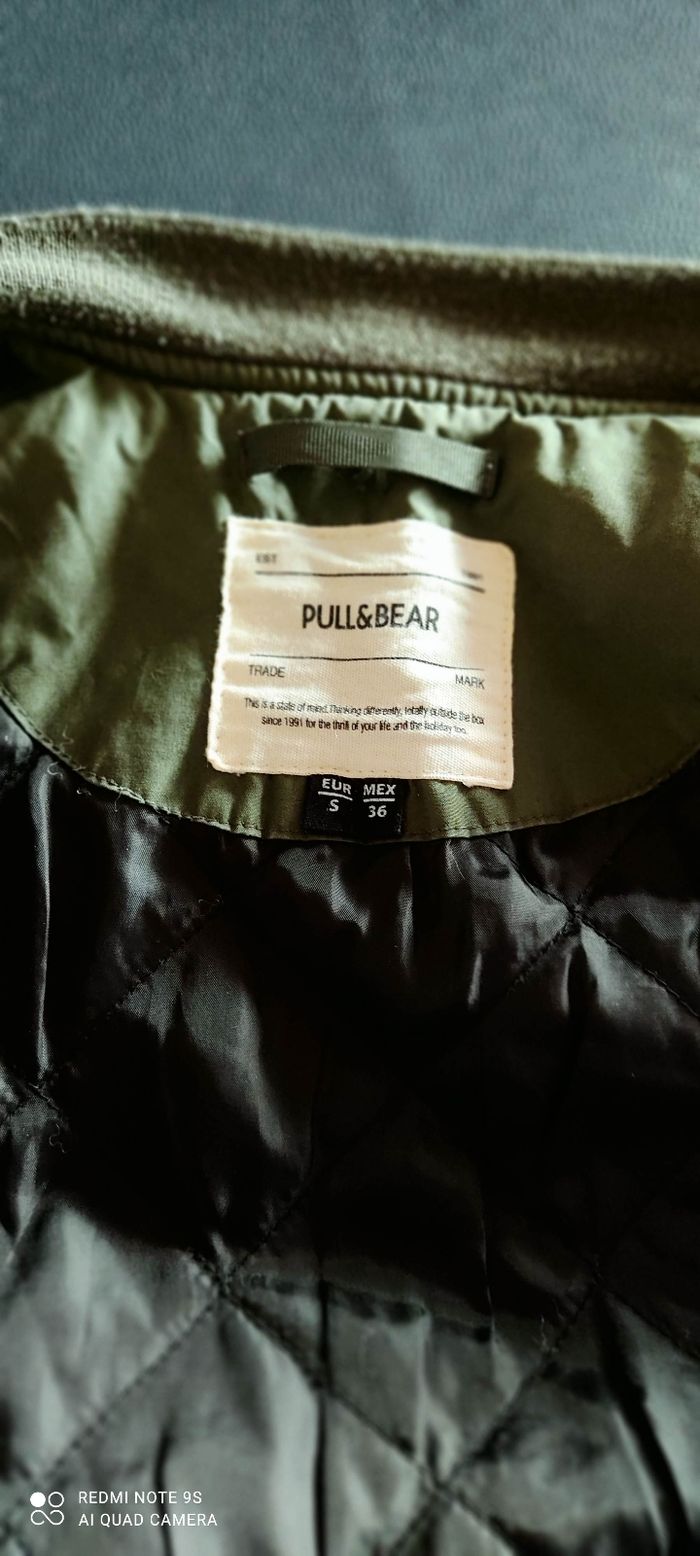 EST
PULL&BEAR
TRADE MARK
This is a state of mind. Thinking differently, totally outside the box
since 1991 for the thrill of your life and the holiday too.
EUR MEX
S 36
REDMI NOTE 9S
AI QUAD CAMERA